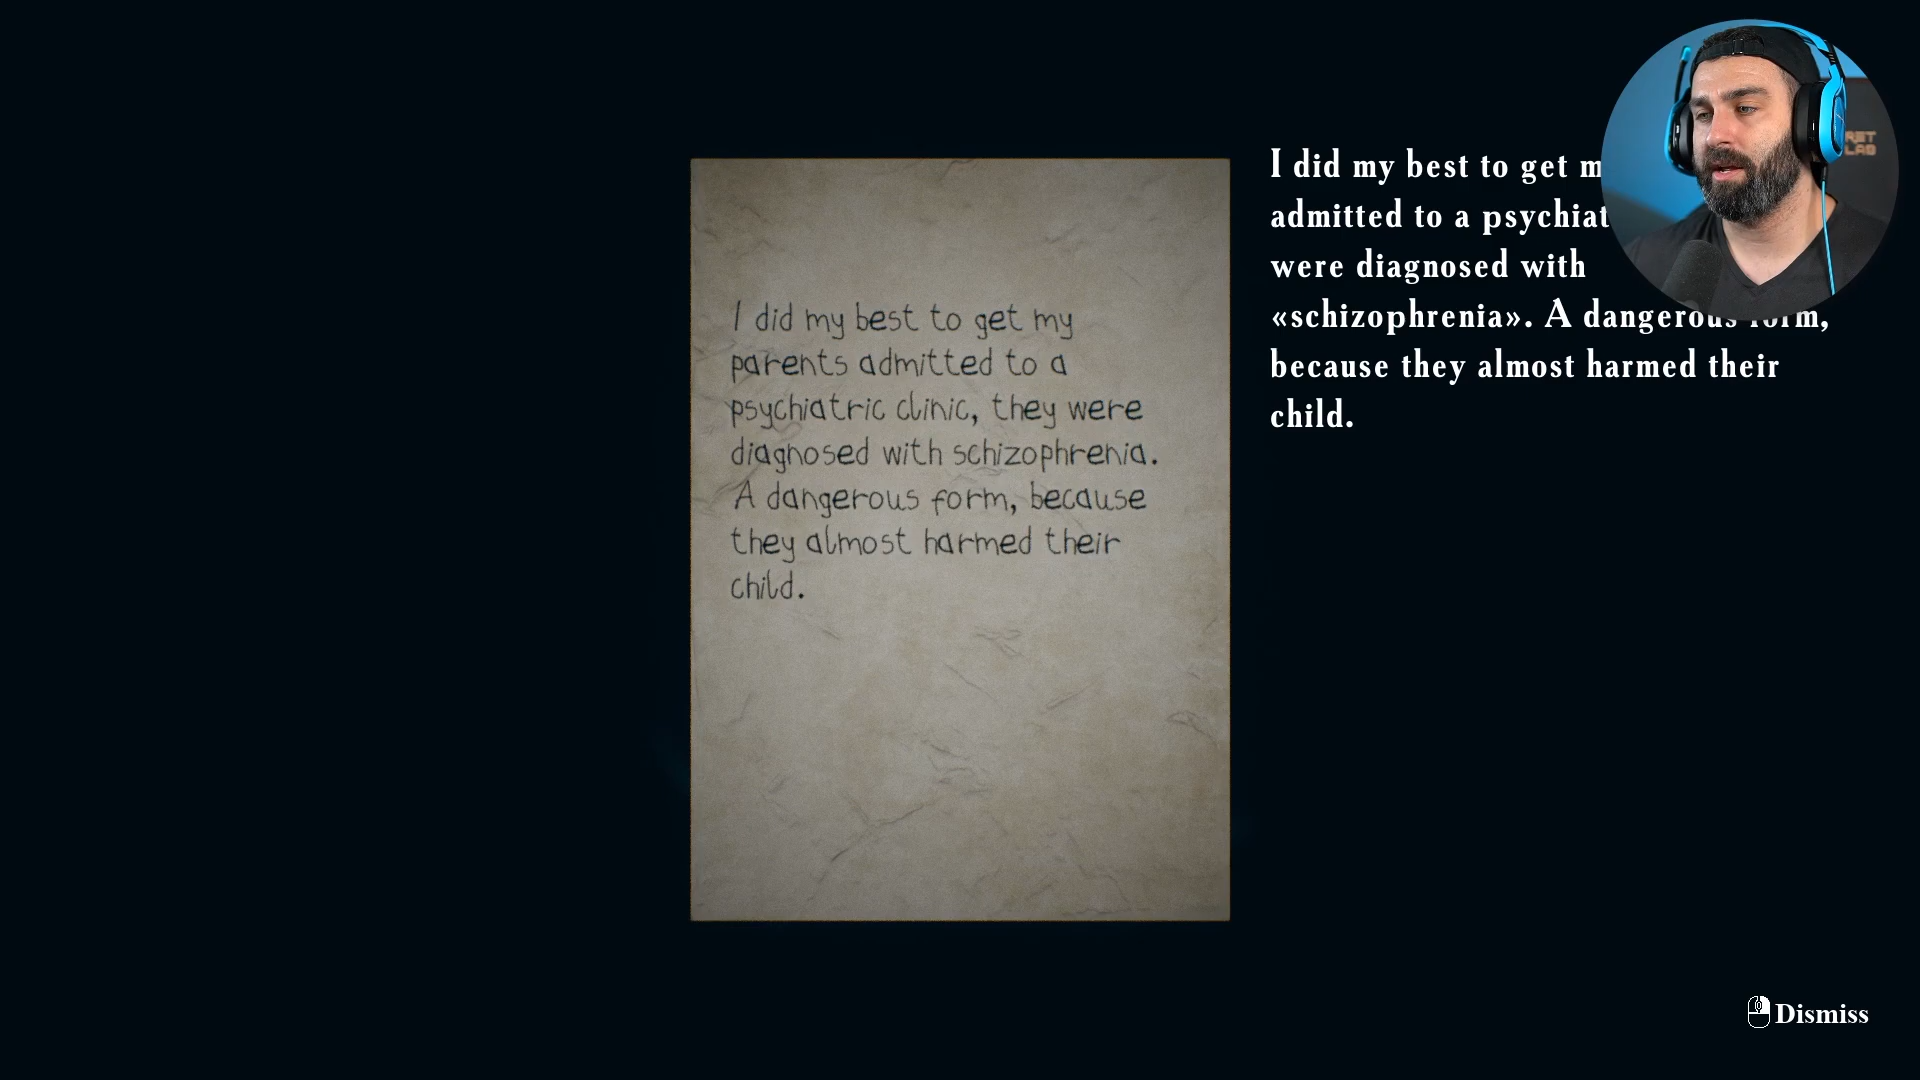 I did my best to get my
parents admitted to a
psychiatric clinic, they were
diagnosed with schizophrenia.
A dangerous form, because
they almost harmed their
child.
I did my best to get
admitted to a
were diagnosed with
«schizophrenia». A dangerous form,
because they almost harmed their
child.
Dismiss